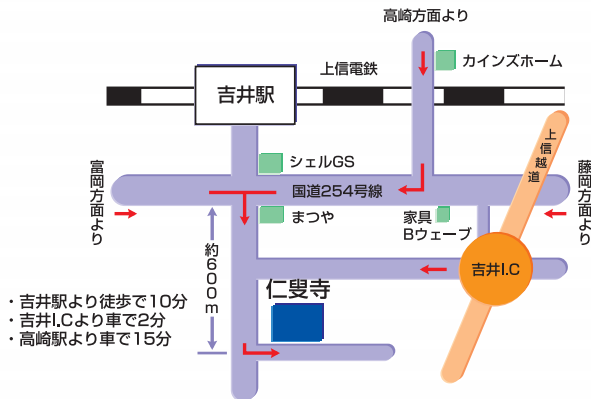 高崎方面より
カインズホーム
上信電鉄
吉井駅
上信越道
シェルGS
国道254号線
富岡方面より
藤岡方面より
まつや
家具
Bウェーブ
約600m
吉井I.C
仁叟寺
・吉井駅より徒歩で10分
・吉井I.Cより車で2分
・高崎駅より車で15分